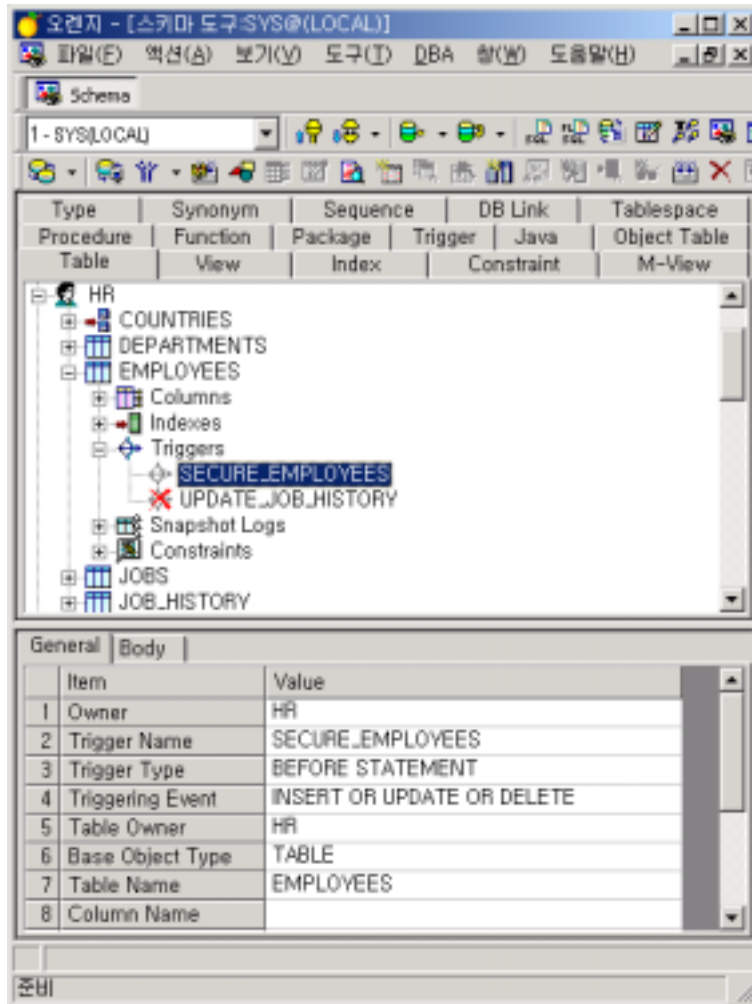 오렌지 - [스키마 도구:SYS@(LOCAL)]
파일(F) 액션(A) 보기(V) 도구(T) DBA 창(W) 도움말(H)
Schema
1 - SYS(LOCAL)
Type Synonym Sequence DB Link Tablespace
Procedure Function Package Trigger Java Object Table
Table View Index Constraint M-View
HR
COUNTRIES
DEPARTMENTS
EMPLOYEES
Columns
Indexes
Triggers
SECURE_EMPLOYEES
UPDATE_JOB_HISTORY
Snapshot Logs
Constraints
JOBS
JOB_HISTORY
General Body
Item Value
1 Owner HR
2 Trigger Name SECURE_EMPLOYEES
3 Trigger Type BEFORE STATEMENT
4 Triggering Event INSERT OR UPDATE OR DELETE
5 Table Owner HR
6 Base Object Type TABLE
7 Table Name EMPLOYEES
8 Column Name
준비